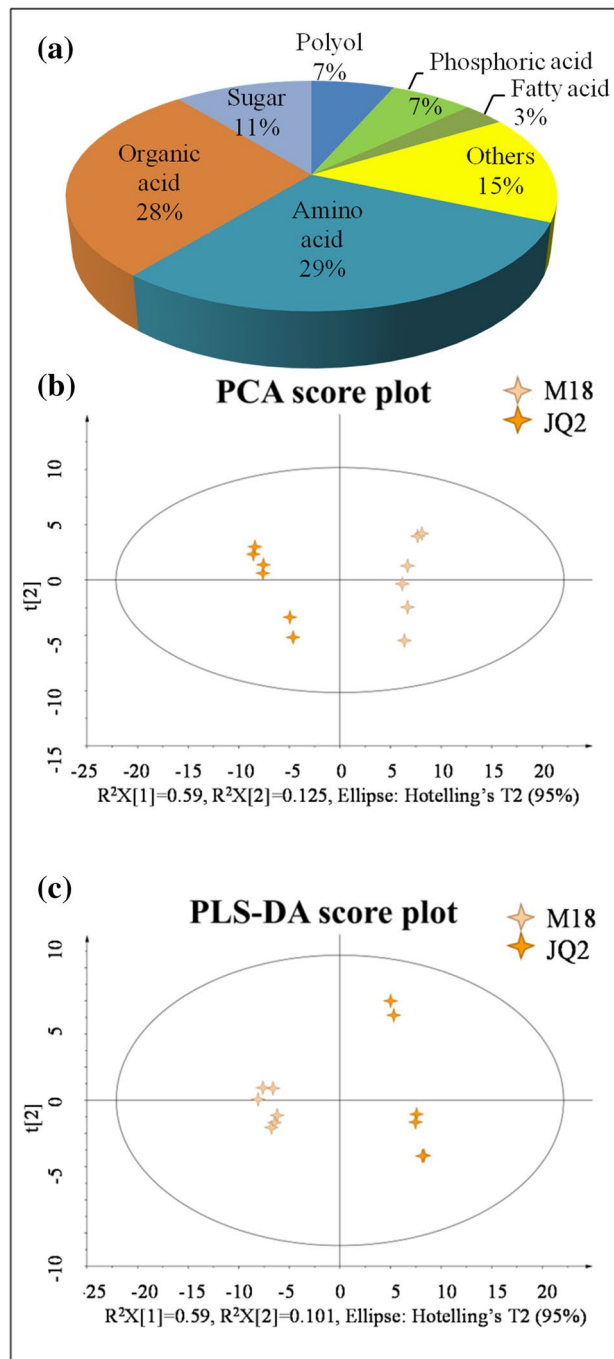 (a)
Polyol
7%
Phosphoric acid
7%
Fatty acid
3%
Sugar
11%
Others
15%
Organic
acid
28%
Amino
acid
29%
(b)
PCA score plot
M18
JQ2
10
5
0
-5
-10
-15
t[2]
-25 -20 -15 -10 -5 0 5 10 15 20
R²X[1]=0.59, R²X[2]=0.125, Ellipse: Hotelling's T2 (95%)
(c)
PLS-DA score plot
M18
JQ2
10
5
0
-5
-10
t[2]
-25 -20 -15 -10 -5 0 5 10 15 20
R²X[1]=0.59, R²X[2]=0.101, Ellipse: Hotelling's T2 (95%)